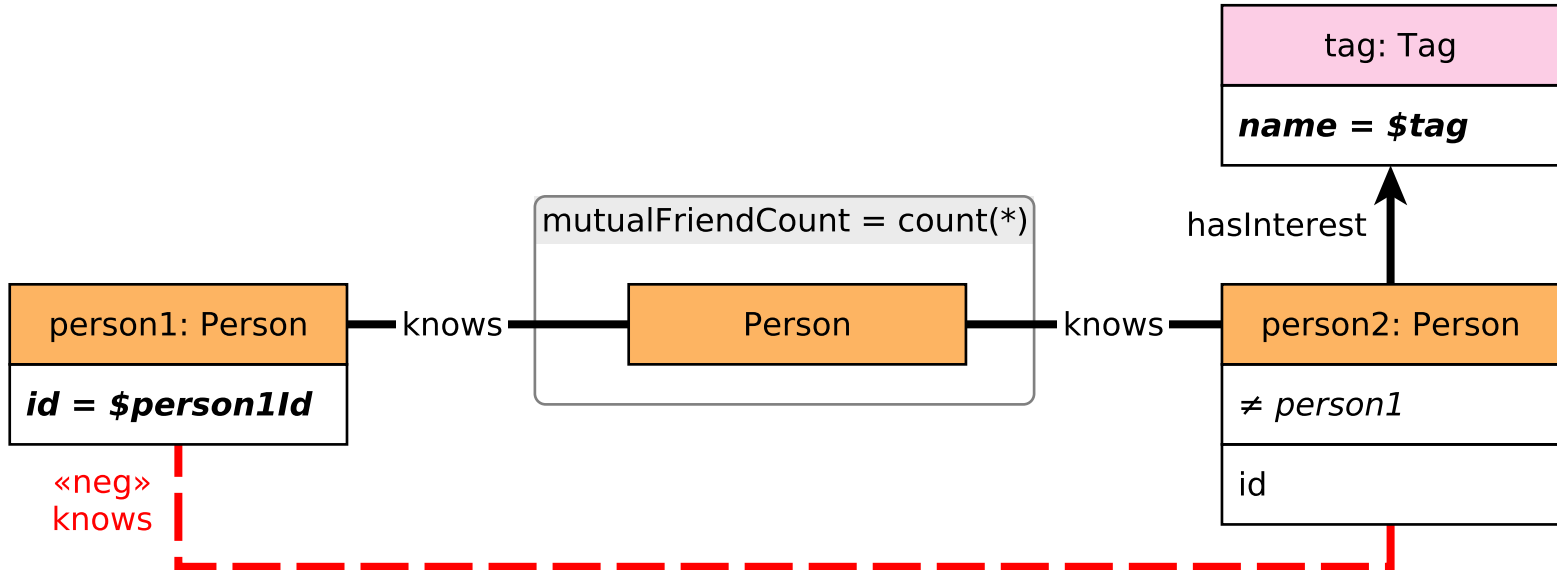 tag: Tag
name = $tag
mutualFriendCount = count(*)
hasInterest
person1: Person
knows
Person
knows
person2: Person
id = $person1Id
≠ person1
«neg»
knows
id